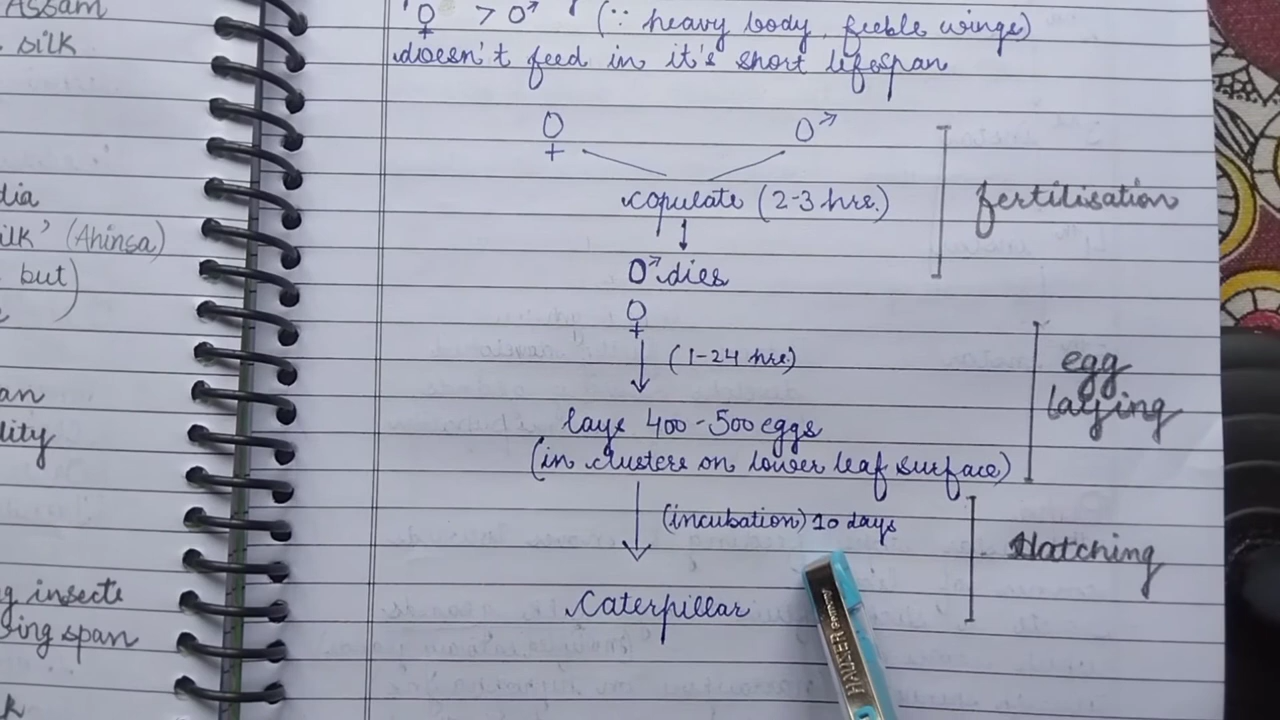 Assam
silk
dia
ilk' (Ahinsa)
but)
an
lity
g insects
wing span
k
♀ > ♂ (∵ heavy body, feeble wings)
doesn't feed in it's short lifespan
♀ ♂
copulate (2-3 hrs.)
fertilisation
↓
♂ dies
♀
↓ (1-24 hrs.)
egg
laying
lays 400-500 eggs
(in clusters on lower leaf surface)
↓ (incubation) 10 days
Hatching
Caterpillar
HAUSER